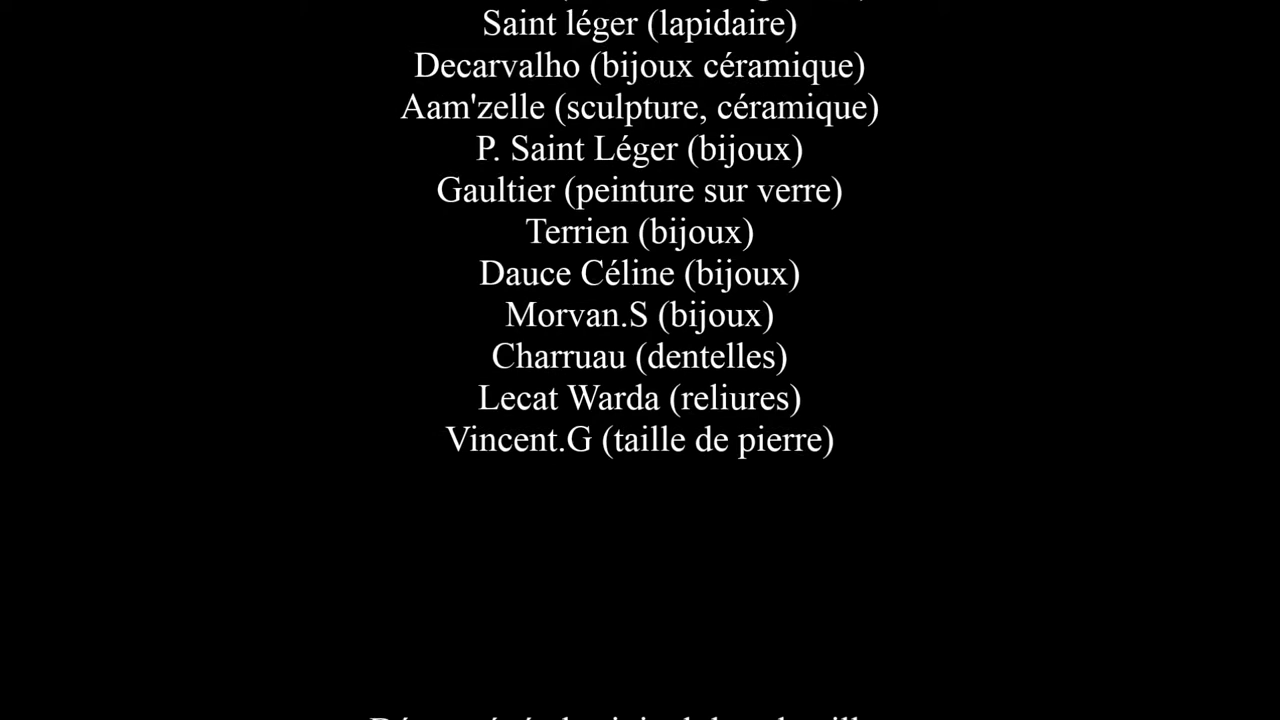 Saint léger (lapidaire)
Decarvalho (bijoux céramique)
Aam'zelle (sculpture, céramique)
P. Saint Léger (bijoux)
Gaultier (peinture sur verre)
Terrien (bijoux)
Dauce Céline (bijoux)
Morvan.S (bijoux)
Charruau (dentelles)
Lecat Warda (reliures)
Vincent.G (taille de pierre)